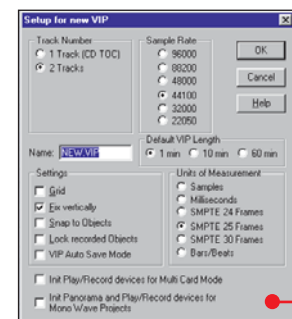 Setup for new VIP
Track Number
1 Track (CD TOC)
2 Tracks
Sample Rate
96000
88200
48000
44100
32000
22050
OK
Cancel
Help
Default VIP Length
Name: NEW.VIP
1 min 10 min 60 min
Settings
Grid
Fix vertically
Snap to Objects
Lock recorded Objects
VIP Auto Save Mode
Units of Measurement
Samples
Milliseconds
SMPTE 24 Frames
SMPTE 25 Frames
SMPTE 30 Frames
Bars/Beats
Init Play/Record devices for Multi Card Mode
Init Panorama and Play/Record devices for
Mono Wave Projects